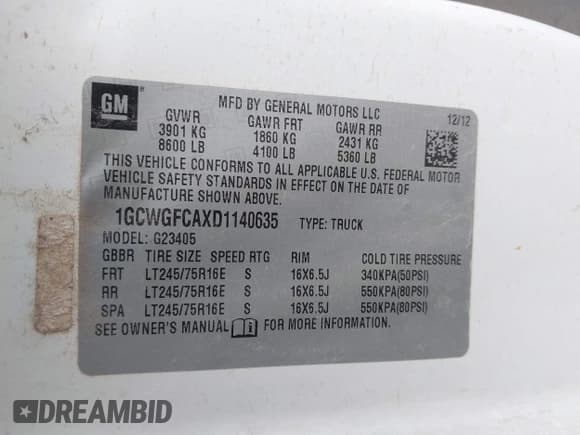 GM
MFD BY GENERAL MOTORS LLC
12/12
GVWR GAWR FRT GAWR RR
3901 KG 1860 KG 2431 KG
8600 LB 4100 LB 5360 LB
THIS VEHICLE CONFORMS TO ALL APPLICABLE U.S. FEDERAL MOTOR
VEHICLE SAFETY STANDARDS IN EFFECT ON THE DATE OF
MANUFACTURE SHOWN ABOVE.
1GCWGFCAXD1140635 TYPE: TRUCK
MODEL: G23405
GBBR TIRE SIZE SPEED RTG RIM COLD TIRE PRESSURE
FRT LT245/75R16E S 16X6.5J 340KPA(50PSI)
RR LT245/75R16E S 16X6.5J 550KPA(80PSI)
SPA LT245/75R16E S 16X6.5J 550KPA(80PSI)
SEE OWNER'S MANUAL FOR MORE INFORMATION.
DREAMBID